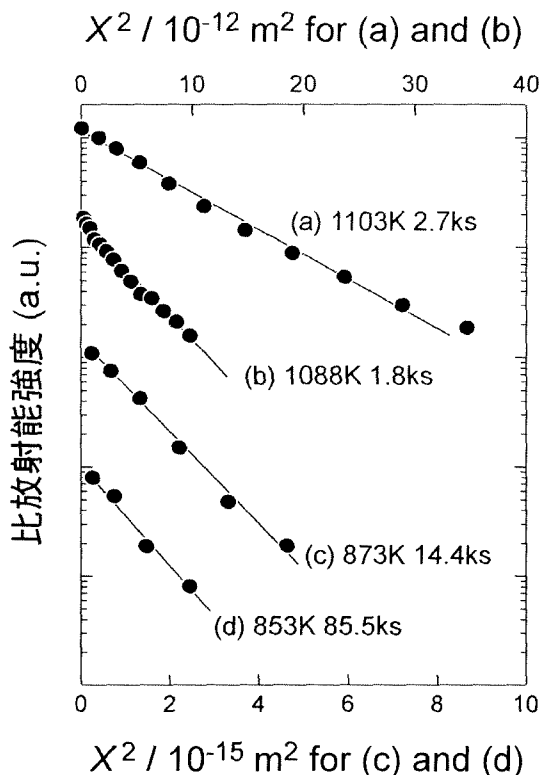 X² / 10⁻¹² m² for (a) and (b)
0 10 20 30 40
比放射能強度 (a.u.)
(a) 1103K 2.7ks
(b) 1088K 1.8ks
(c) 873K 14.4ks
(d) 853K 85.5ks
0 2 4 6 8 10
X² / 10⁻¹⁵ m² for (c) and (d)